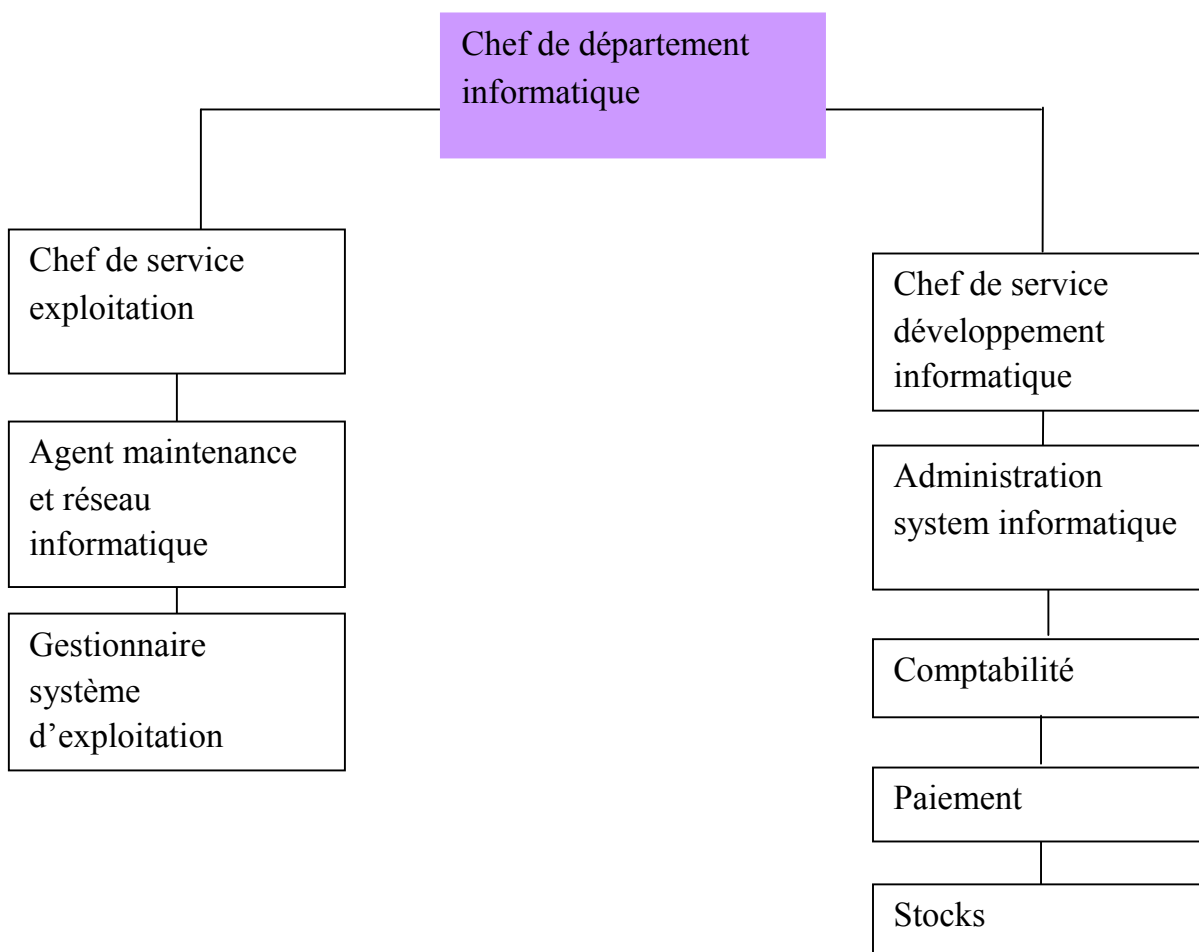 Chef de département
informatique
Chef de service
exploitation
Agent maintenance
et réseau
informatique
Gestionnaire
système
d’exploitation
Chef de service
développement
informatique
Administration
system informatique
Comptabilité
Paiement
Stocks